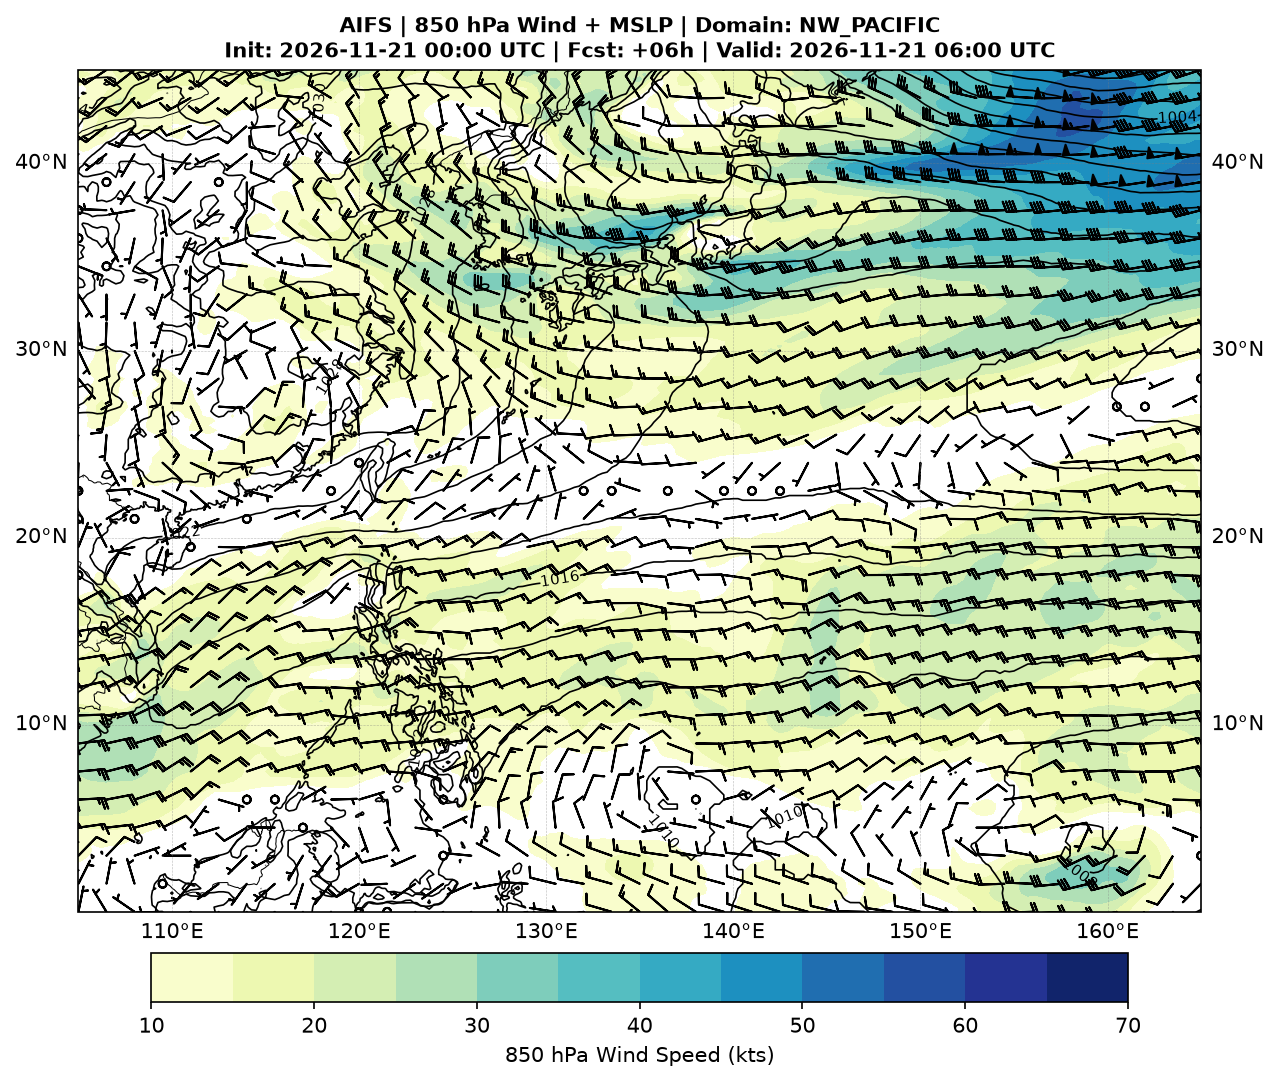 AIFS | 850 hPa Wind + MSLP | Domain: NW_PACIFIC
Init: 2026-11-21 00:00 UTC | Fcst: +06h | Valid: 2026-11-21 06:00 UTC
1004
40°N 40°N
30°N 30°N
20°N 20°N
1016
10°N 10°N
1010
1010
110°E 120°E 130°E 140°E 150°E 160°E
10 20 30 40 50 60 70
850 hPa Wind Speed (kts)